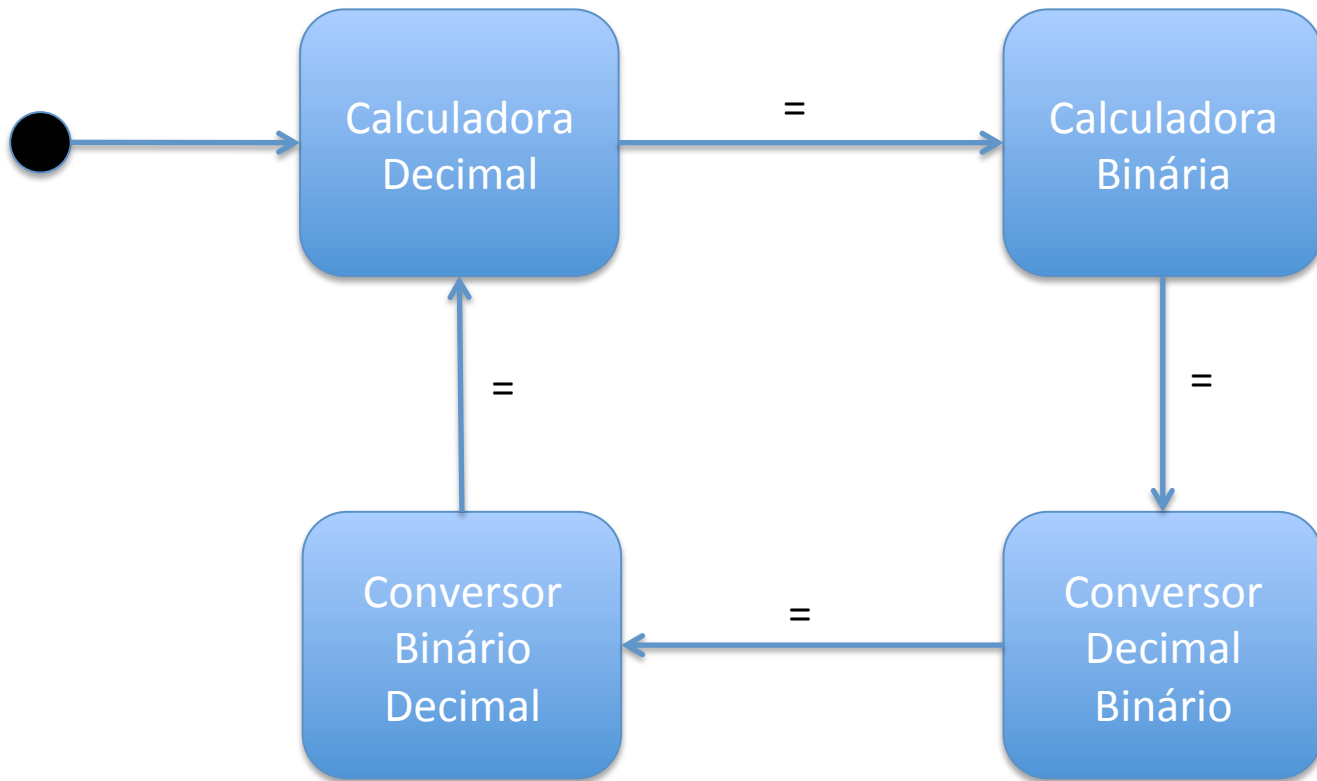 Calculadora
Decimal
=
Calculadora
Binária
=
=
Conversor
Binário
Decimal
=
Conversor
Decimal
Binário